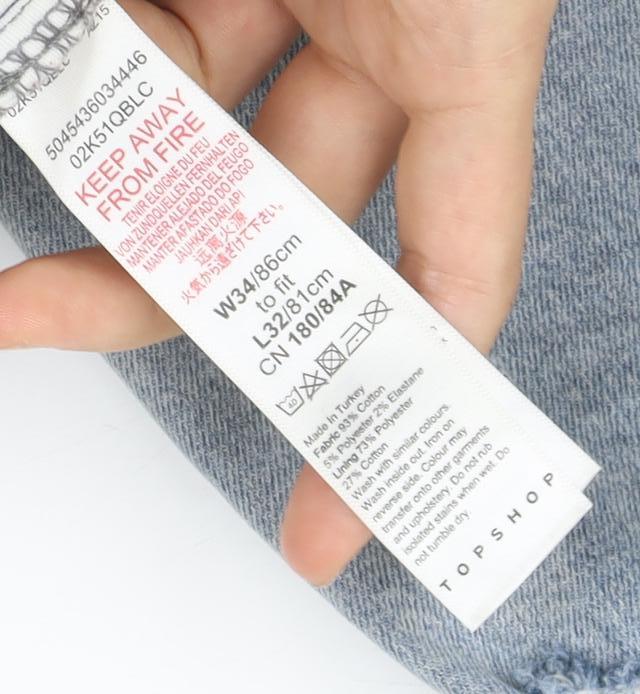 5045436034446
02K51QBLC
KEEP AWAY
FROM FIRE
TENIR ELOIGNE DU FEU
VON ZUNDQUELLEN FERNHALTEN
MANTENER ALEJADO DEL FUEGO
MANTER AFASTADO DO FOGO
JAUHKAN DARI API
远离火源
火気から遠ざけて下さい。
W34/86cm
to fit
L32/81cm
CN 180/84A
40
Made In Turkey
Fabric 93% Cotton
5% Polyester 2% Elastane
Lining 73% Polyester
27% Cotton
Wash with similar colours.
Wash inside out. Iron on
reverse side. Colour may
transfer onto other garments
and upholstery. Do not rub
isolated stains when wet. Do
not tumble dry.
TOPSHOP